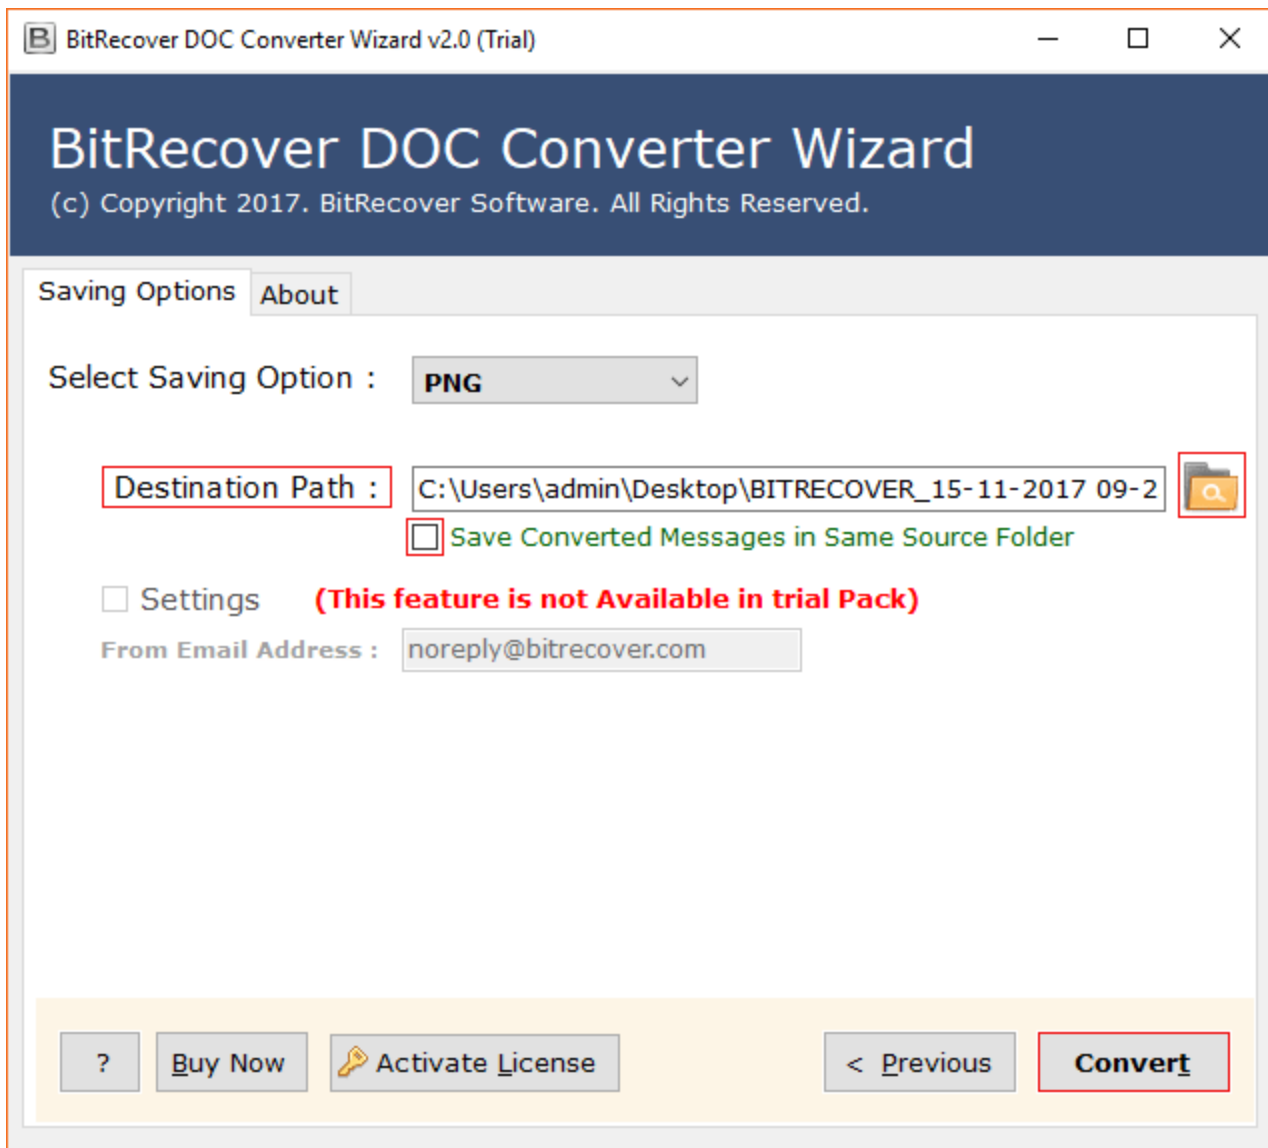 BitRecover DOC Converter Wizard v2.0 (Trial)
BitRecover DOC Converter Wizard
(c) Copyright 2017. BitRecover Software. All Rights Reserved.
Saving Options About
Select Saving Option : PNG
Destination Path : C:\Users\admin\Desktop\BITRECOVER_15-11-2017 09-2
Save Converted Messages in Same Source Folder
Settings (This feature is not Available in trial Pack)
From Email Address : noreply@bitrecover.com
? Buy Now Activate License < Previous Convert